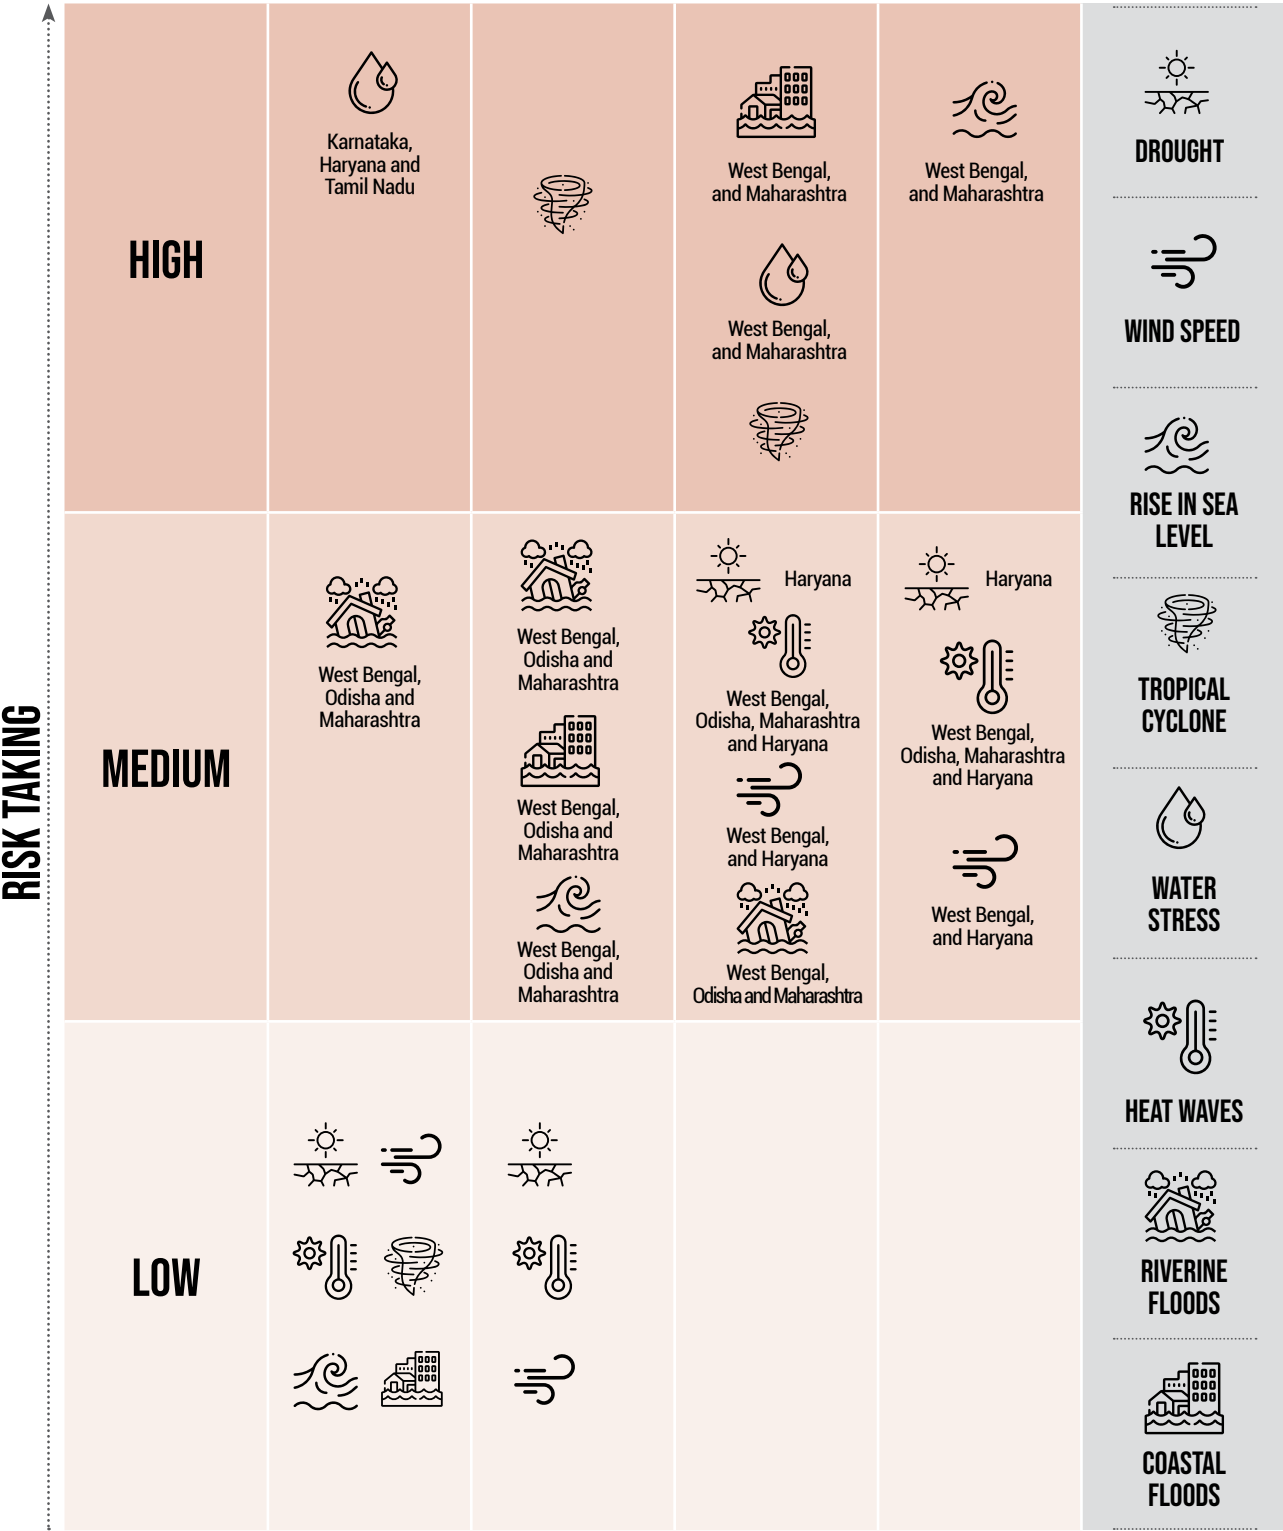 RISK TAKING
HIGH
Karnataka,
Haryana and
Tamil Nadu
West Bengal,
and Maharashtra
West Bengal,
and Maharashtra
West Bengal,
and Maharashtra
MEDIUM
West Bengal,
Odisha and
Maharashtra
West Bengal,
Odisha and
Maharashtra
West Bengal,
Odisha and
Maharashtra
West Bengal,
Odisha and
Maharashtra
Haryana
West Bengal,
Odisha, Maharashtra
and Haryana
West Bengal,
and Haryana
West Bengal,
Odisha and Maharashtra
Haryana
West Bengal,
Odisha, Maharashtra
and Haryana
West Bengal,
and Haryana
LOW
DROUGHT
WIND SPEED
RISE IN SEA
LEVEL
TROPICAL
CYCLONE
WATER
STRESS
HEAT WAVES
RIVERINE
FLOODS
COASTAL
FLOODS